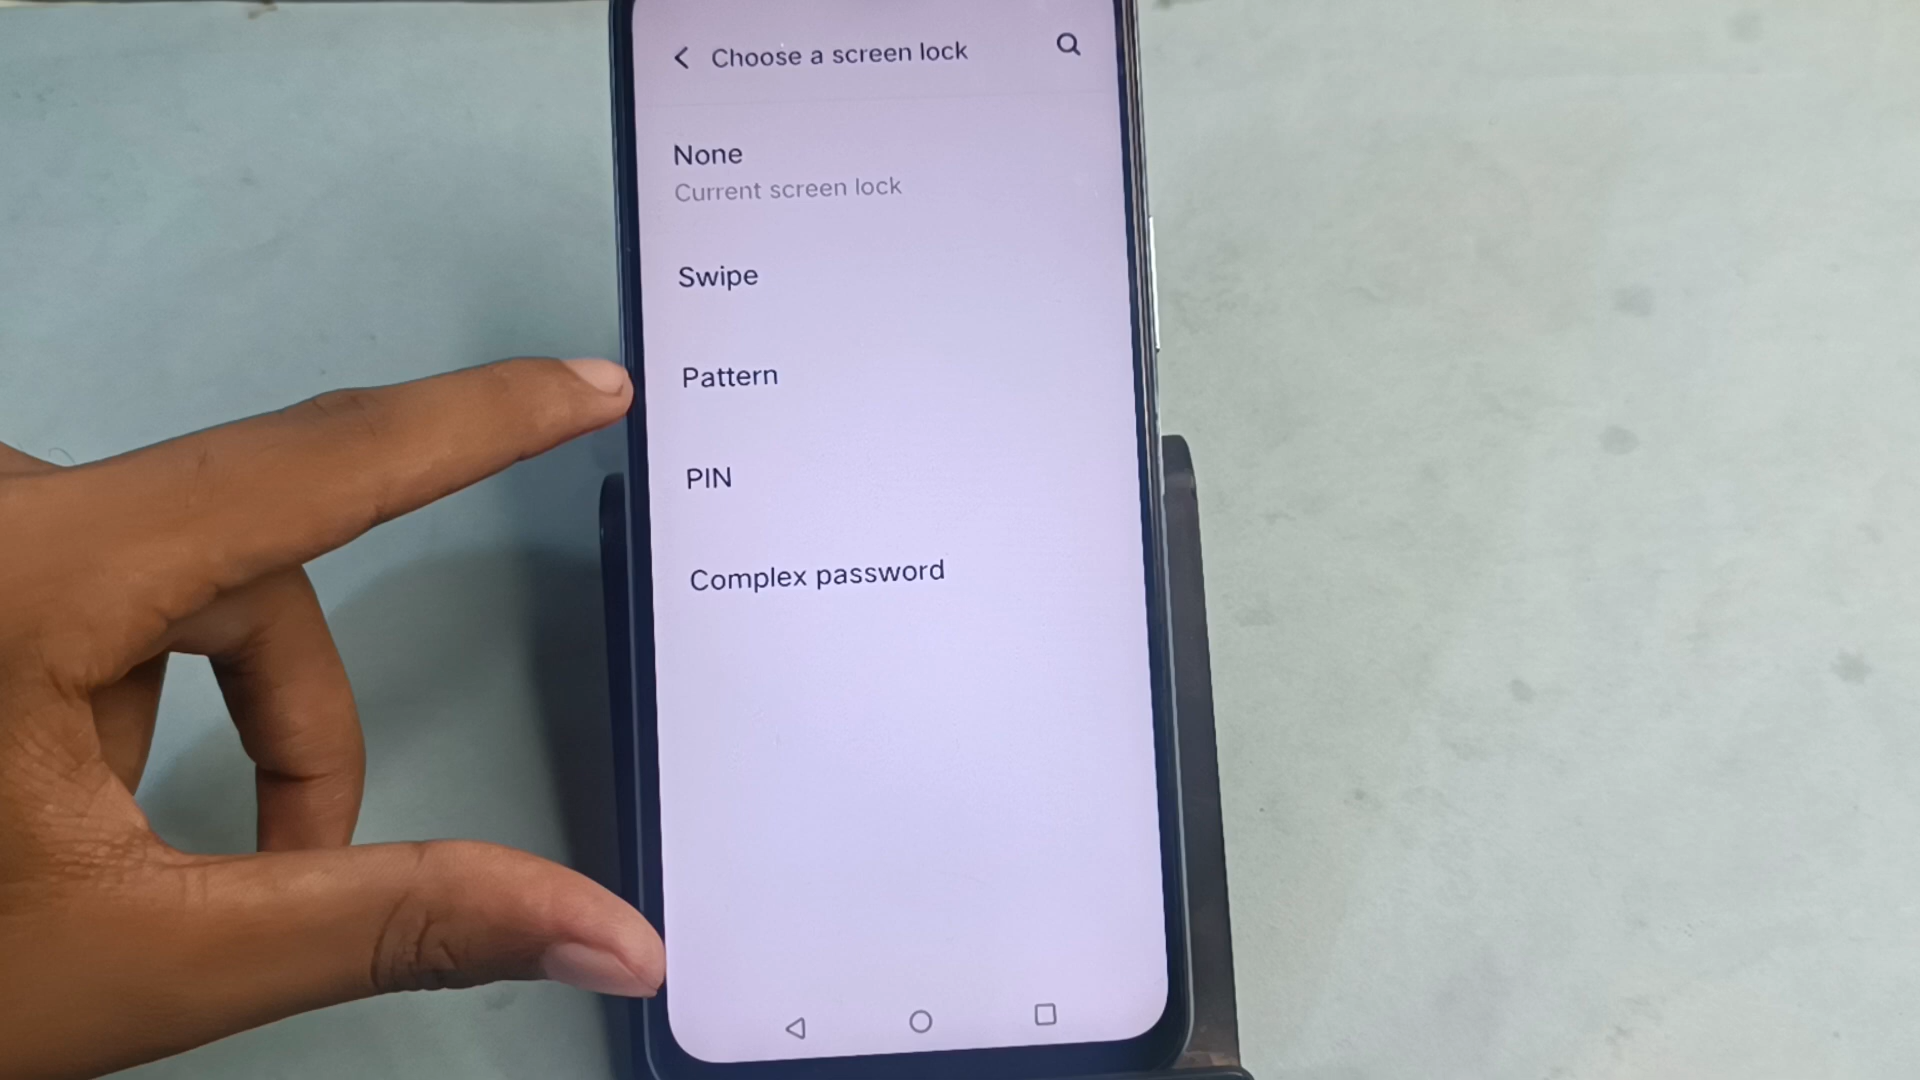 Choose a screen lock
None
Current screen lock
Swipe
Pattern
PIN
Complex password